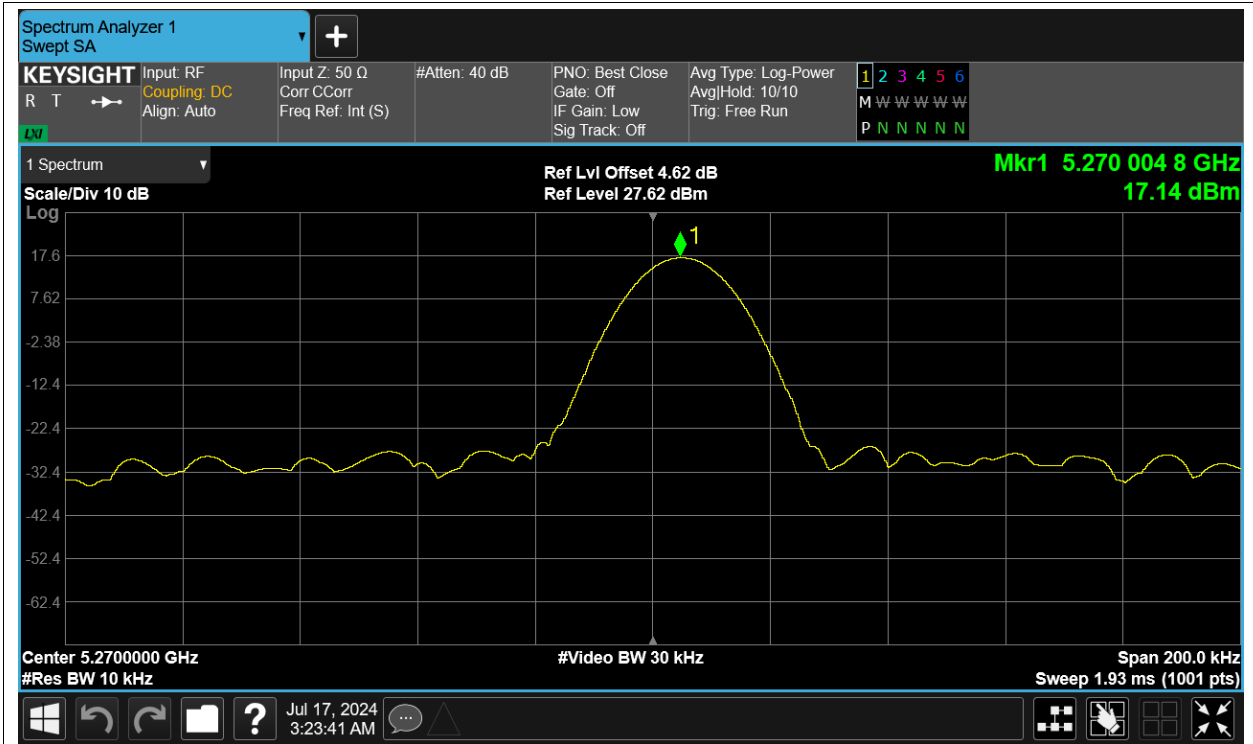 Spectrum Analyzer 1
Swept SA
KEYSIGHT
R T
LXI
Input: RF
Coupling: DC
Align: Auto
Input Z: 50 Ω
Corr CCorr
Freq Ref: Int (S)
#Atten: 40 dB
PNO: Best Close
Gate: Off
IF Gain: Low
Sig Track: Off
Avg Type: Log-Power
Avg|Hold: 10/10
Trig: Free Run
1 2 3 4 5 6
M W W W W W
P N N N N N
1 Spectrum
Scale/Div 10 dB
Log
Ref Lvl Offset 4.62 dB
Ref Level 27.62 dBm
Mkr1 5.270 004 8 GHz
17.14 dBm
1
17.6
7.62
-2.38
-12.4
-22.4
-32.4
-42.4
-52.4
-62.4
Center 5.2700000 GHz
#Res BW 10 kHz
#Video BW 30 kHz
Span 200.0 kHz
Sweep 1.93 ms (1001 pts)
?
Jul 17, 2024
3:23:41 AM